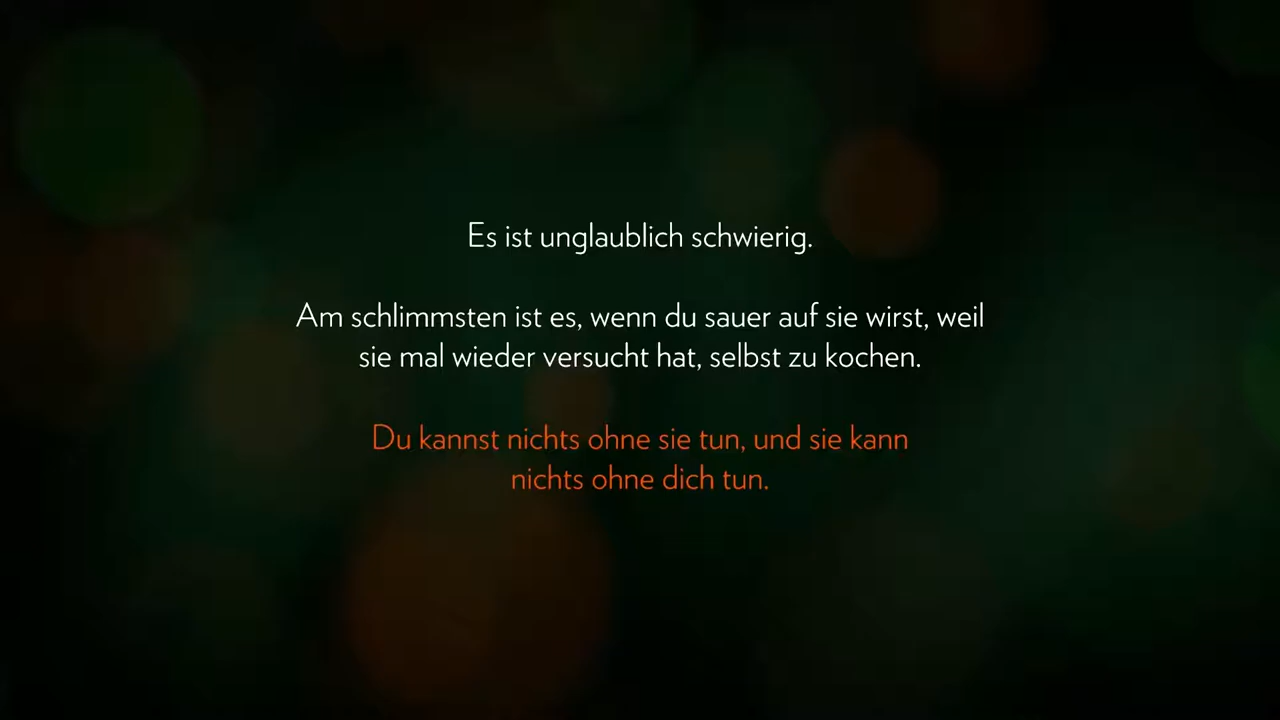 Es ist unglaublich schwierig.
Am schlimmsten ist es, wenn du sauer auf sie wirst, weil
sie mal wieder versucht hat, selbst zu kochen.
Du kannst nichts ohne sie tun, und sie kann
nichts ohne dich tun.